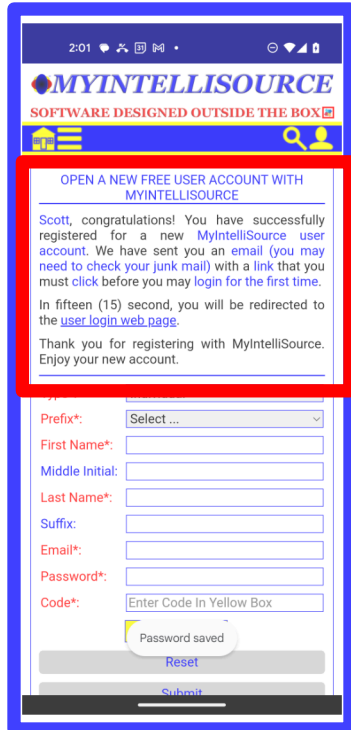 2:01
31
MYINTELLISOURCE
SOFTWARE DESIGNED OUTSIDE THE BOX
OPEN A NEW FREE USER ACCOUNT WITH
MYINTELLISOURCE
Scott, congratulations! You have successfully
registered for a new MyIntelliSource user
account. We have sent you an email (you may
need to check your junk mail) with a link that you
must click before you may login for the first time.
In fifteen (15) second, you will be redirected to
the user login web page.
Thank you for registering with MyIntelliSource.
Enjoy your new account.
Prefix*: Select ...
First Name*:
Middle Initial:
Last Name*:
Suffix:
Email*:
Password*:
Code*: Enter Code In Yellow Box
Password saved
Reset
Submit